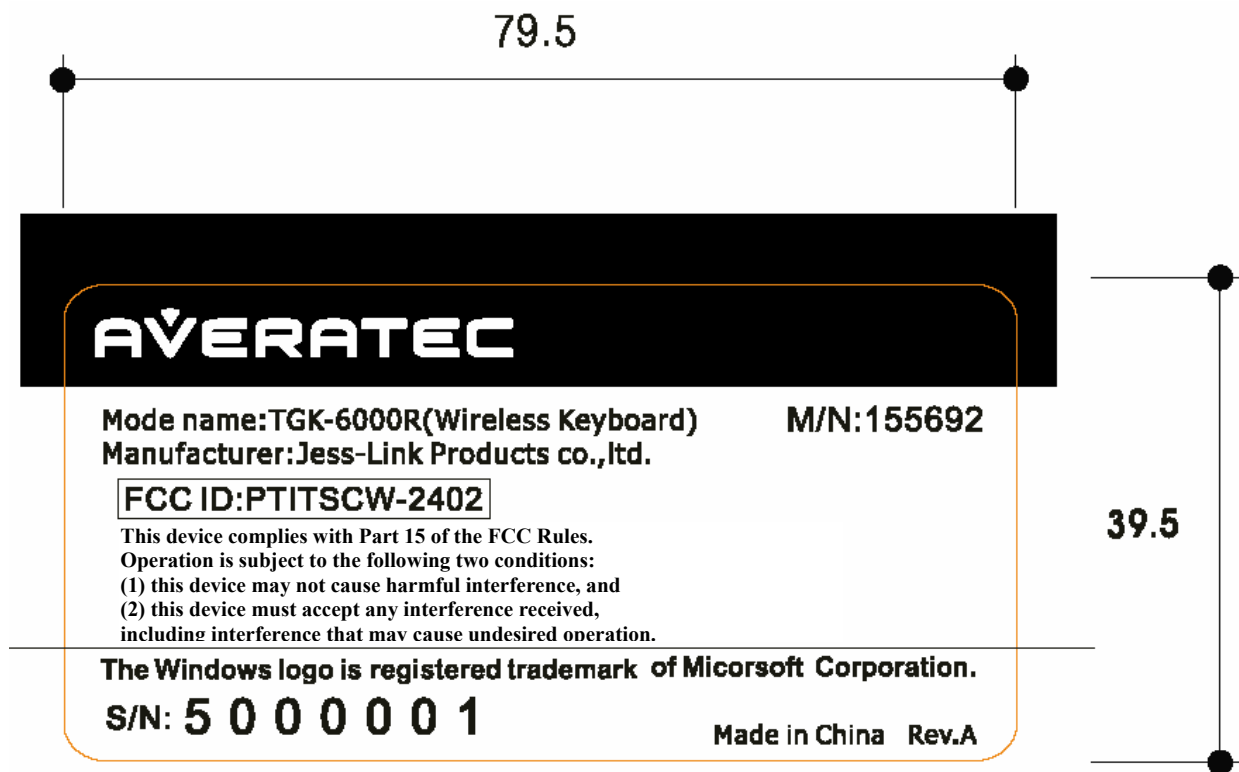 79.5
AVERATEC
Mode name:TGK-6000R(Wireless Keyboard) M/N:155692
Manufacturer:Jess-Link Products co.,ltd.
FCC ID:PTITSCW-2402
This device complies with Part 15 of the FCC Rules.
Operation is subject to the following two conditions:
(1) this device may not cause harmful interference, and
39.5
(2) this device must accept any interference received,
including interference that may cause undesired operation.
The Windows logo is registered trademark of Micorsoft Corporation.
S/N: 5 0 0 0 0 0 1
Made in China Rev.A